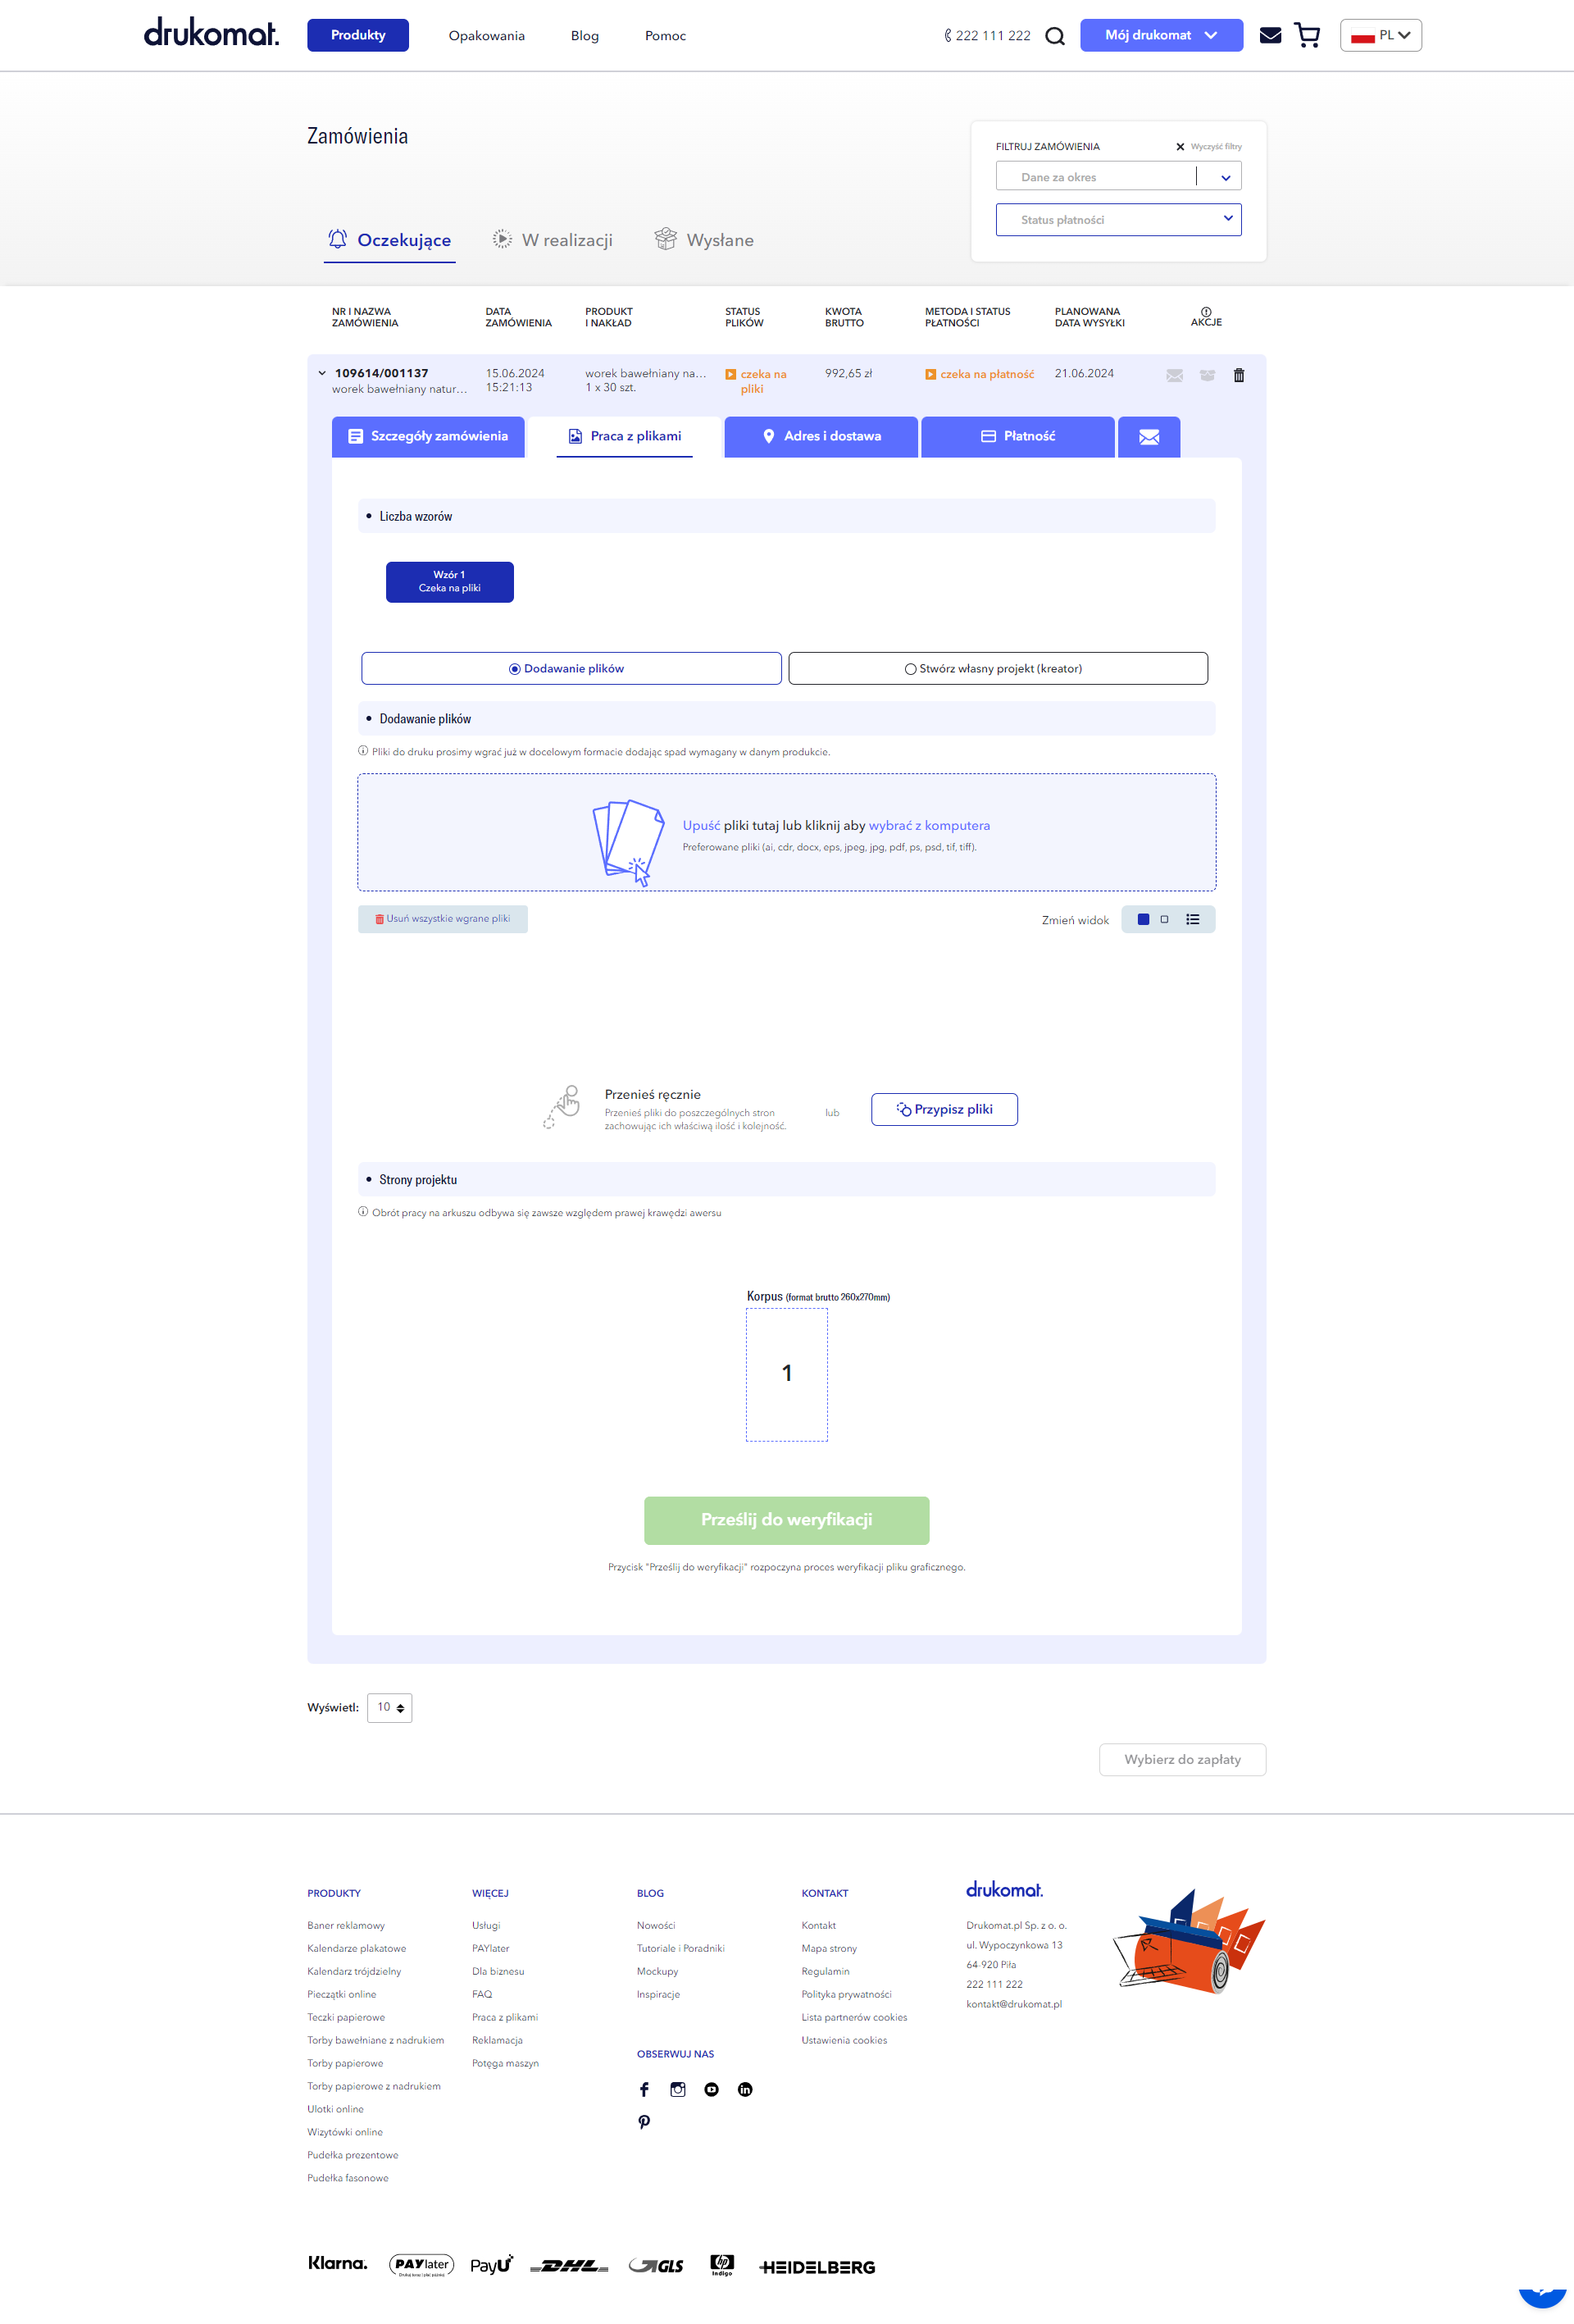 drukomat.
Produkty
Opakowania
Blog
Pomoc
222 111 222
Mój drukomat
PL
Zamówienia
FILTRUJ ZAMÓWIENIA
Wyczyść filtry
Dane za okres
Status płatności
Oczekujące
W realizacji
Wysłane
NR I NAZWA
ZAMÓWIENIA
DATA
ZAMÓWIENIA
PRODUKT
I NAKŁAD
STATUS
PLIKÓW
KWOTA
BRUTTO
METODA I STATUS
PŁATNOŚCI
PLANOWANA
DATA WYSYŁKI
AKCJE
109614/001137
worek bawełniany natur...
15.06.2024
15:21:13
worek bawełniany na...
1 x 30 szt.
czeka na
pliki
992,65 zł
czeka na płatność
21.06.2024
Szczegóły zamówienia
Praca z plikami
Adres i dostawa
Płatność
Liczba wzorów
Wzór 1
Czeka na pliki
Dodawanie plików
Stwórz własny projekt (kreator)
Dodawanie plików
Pliki do druku prosimy wgrać już w docelowym formacie dodając spad wymagany w danym produkcie.
Upuść pliki tutaj lub kliknij aby wybrać z komputera
Preferowane pliki (ai, cdr, docx, eps, jpeg, jpg, pdf, ps, psd, tif, tiff).
Usuń wszystkie wgrane pliki
Zmień widok
Przenieś ręcznie
Przenieś pliki do poszczególnych stron
zachowując ich właściwą ilość i kolejność.
lub
Przypisz pliki
Strony projektu
Obrót pracy na arkuszu odbywa się zawsze względem prawej krawędzi awersu
Korpus (format brutto 260x270mm)
1
Prześlij do weryfikacji
Przycisk "Prześlij do weryfikacji" rozpoczyna proces weryfikacji pliku graficznego.
Wyświetl:
10
Wybierz do zapłaty
PRODUKTY
Baner reklamowy
Kalendarze plakatowe
Kalendarz trójdzielny
Pieczątki online
Teczki papierowe
Torby bawełniane z nadrukiem
Torby papierowe
Torby papierowe z nadrukiem
Ulotki online
Wizytówki online
Pudełka prezentowe
Pudełka fasonowe
WIĘCEJ
Usługi
PAYlater
Dla biznesu
FAQ
Praca z plikami
Reklamacja
Potęga maszyn
BLOG
Nowości
Tutoriale i Poradniki
Mockupy
Inspiracje
OBSERWUJ NAS
KONTAKT
Kontakt
Mapa strony
Regulamin
Polityka prywatności
Lista partnerów cookies
Ustawienia cookies
drukomat.
Drukomat.pl Sp. z o. o.
ul. Wypoczynkowa 13
64-920 Piła
222 111 222
kontakt@drukomat.pl
Klarna.
PAYlater
PayU
DHL
GLS
hp
indigo
HEIDELBERG